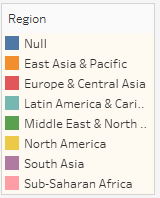 Region
Null
East Asia & Pacific
Europe & Central Asia
Latin America & Cari..
Middle East & North ..
North America
South Asia
Sub-Saharan Africa